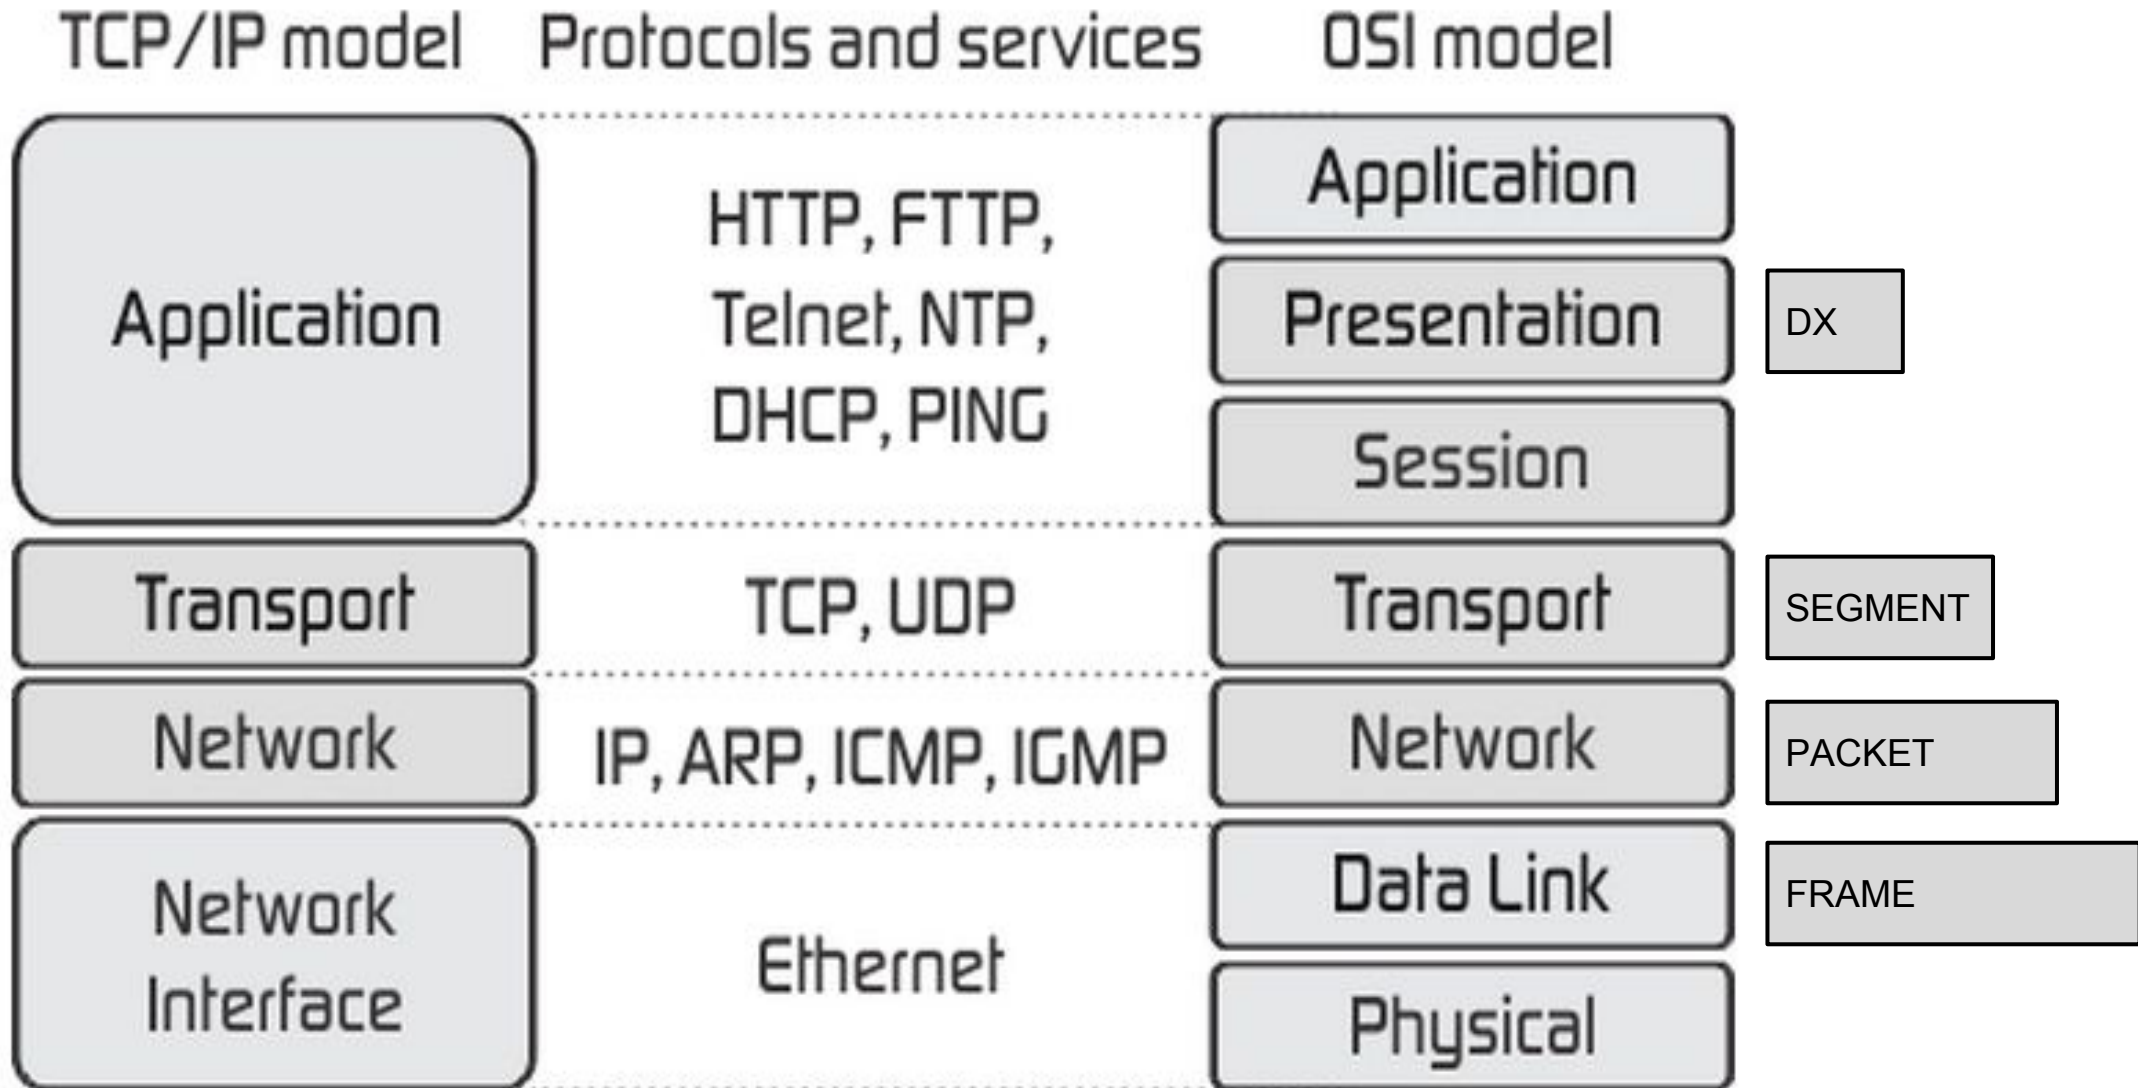 TCP/IP model
Protocols and services
OSI model
Application
HTTP, FTTP,
Telnet, NTP,
DHCP, PING
Application
Presentation
DX
Session
Transport
TCP, UDP
Transport
SEGMENT
Network
IP, ARP, ICMP, IGMP
Network
PACKET
Network
Interface
Ethernet
Data Link
FRAME
Physical